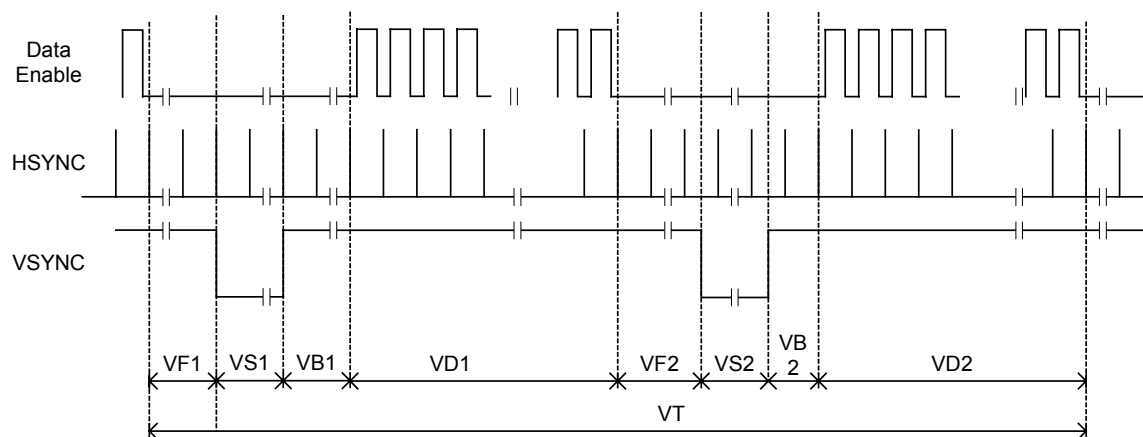 Data
Enable
HSYNC
VSYNC
VF1
VS1
VB1
VD1
VF2
VS2
VB
2
VD2
VT